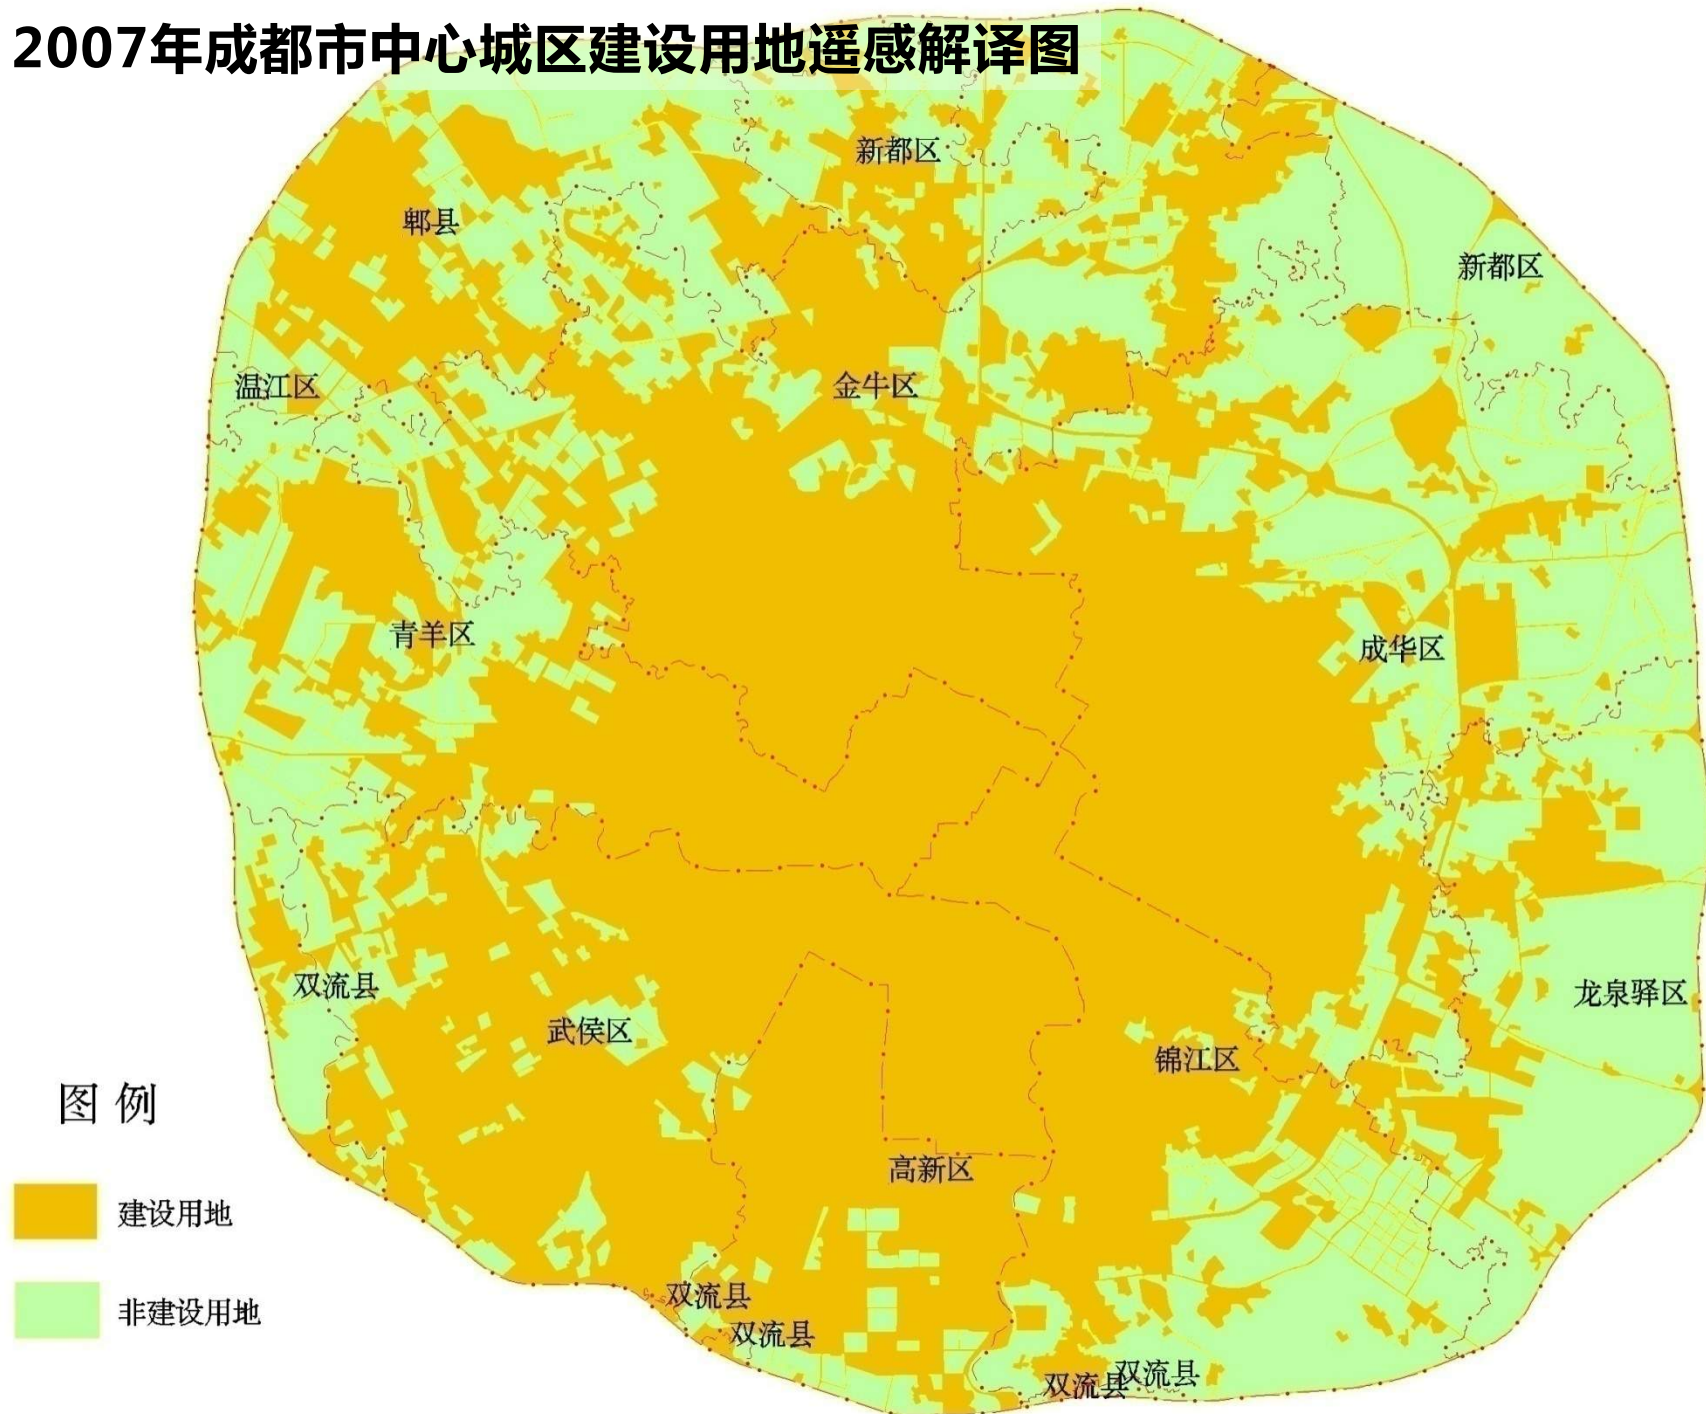 2007年成都市中心城区建设用地遥感解译图
新都区
郫县
新都区
温江区
金牛区
青羊区
成华区
双流县
龙泉驿区
武侯区
锦江区
图例
高新区
建设用地
双流县
非建设用地
双流县
双流县
双流县